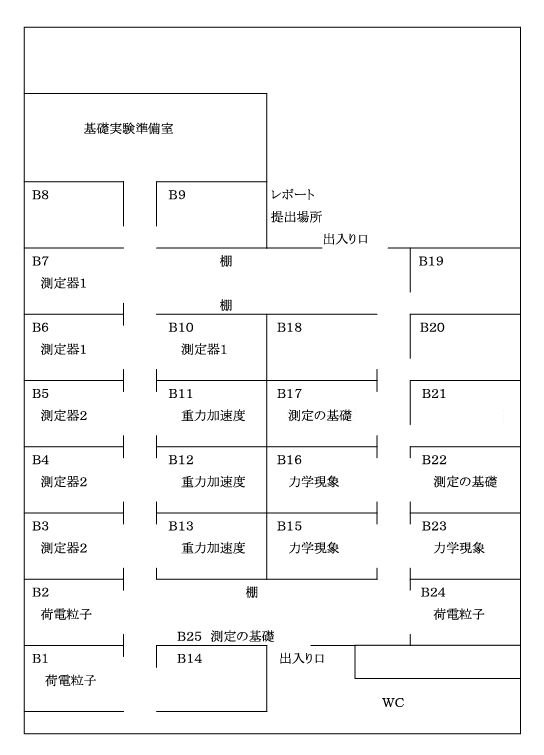 基礎実験準備室
B8
B9
レポート
提出場所
出入り口
B7
測定器1
棚
B19
棚
B6
測定器1
B10
測定器1
B18
B20
B5
測定器2
B11
重力加速度
B17
測定の基礎
B21
B4
測定器2
B12
重力加速度
B16
力学現象
B22
測定の基礎
B3
測定器2
B13
重力加速度
B15
力学現象
B23
力学現象
B2
荷電粒子
棚
B24
荷電粒子
B25 測定の基礎
B1
荷電粒子
B14
出入り口
WC